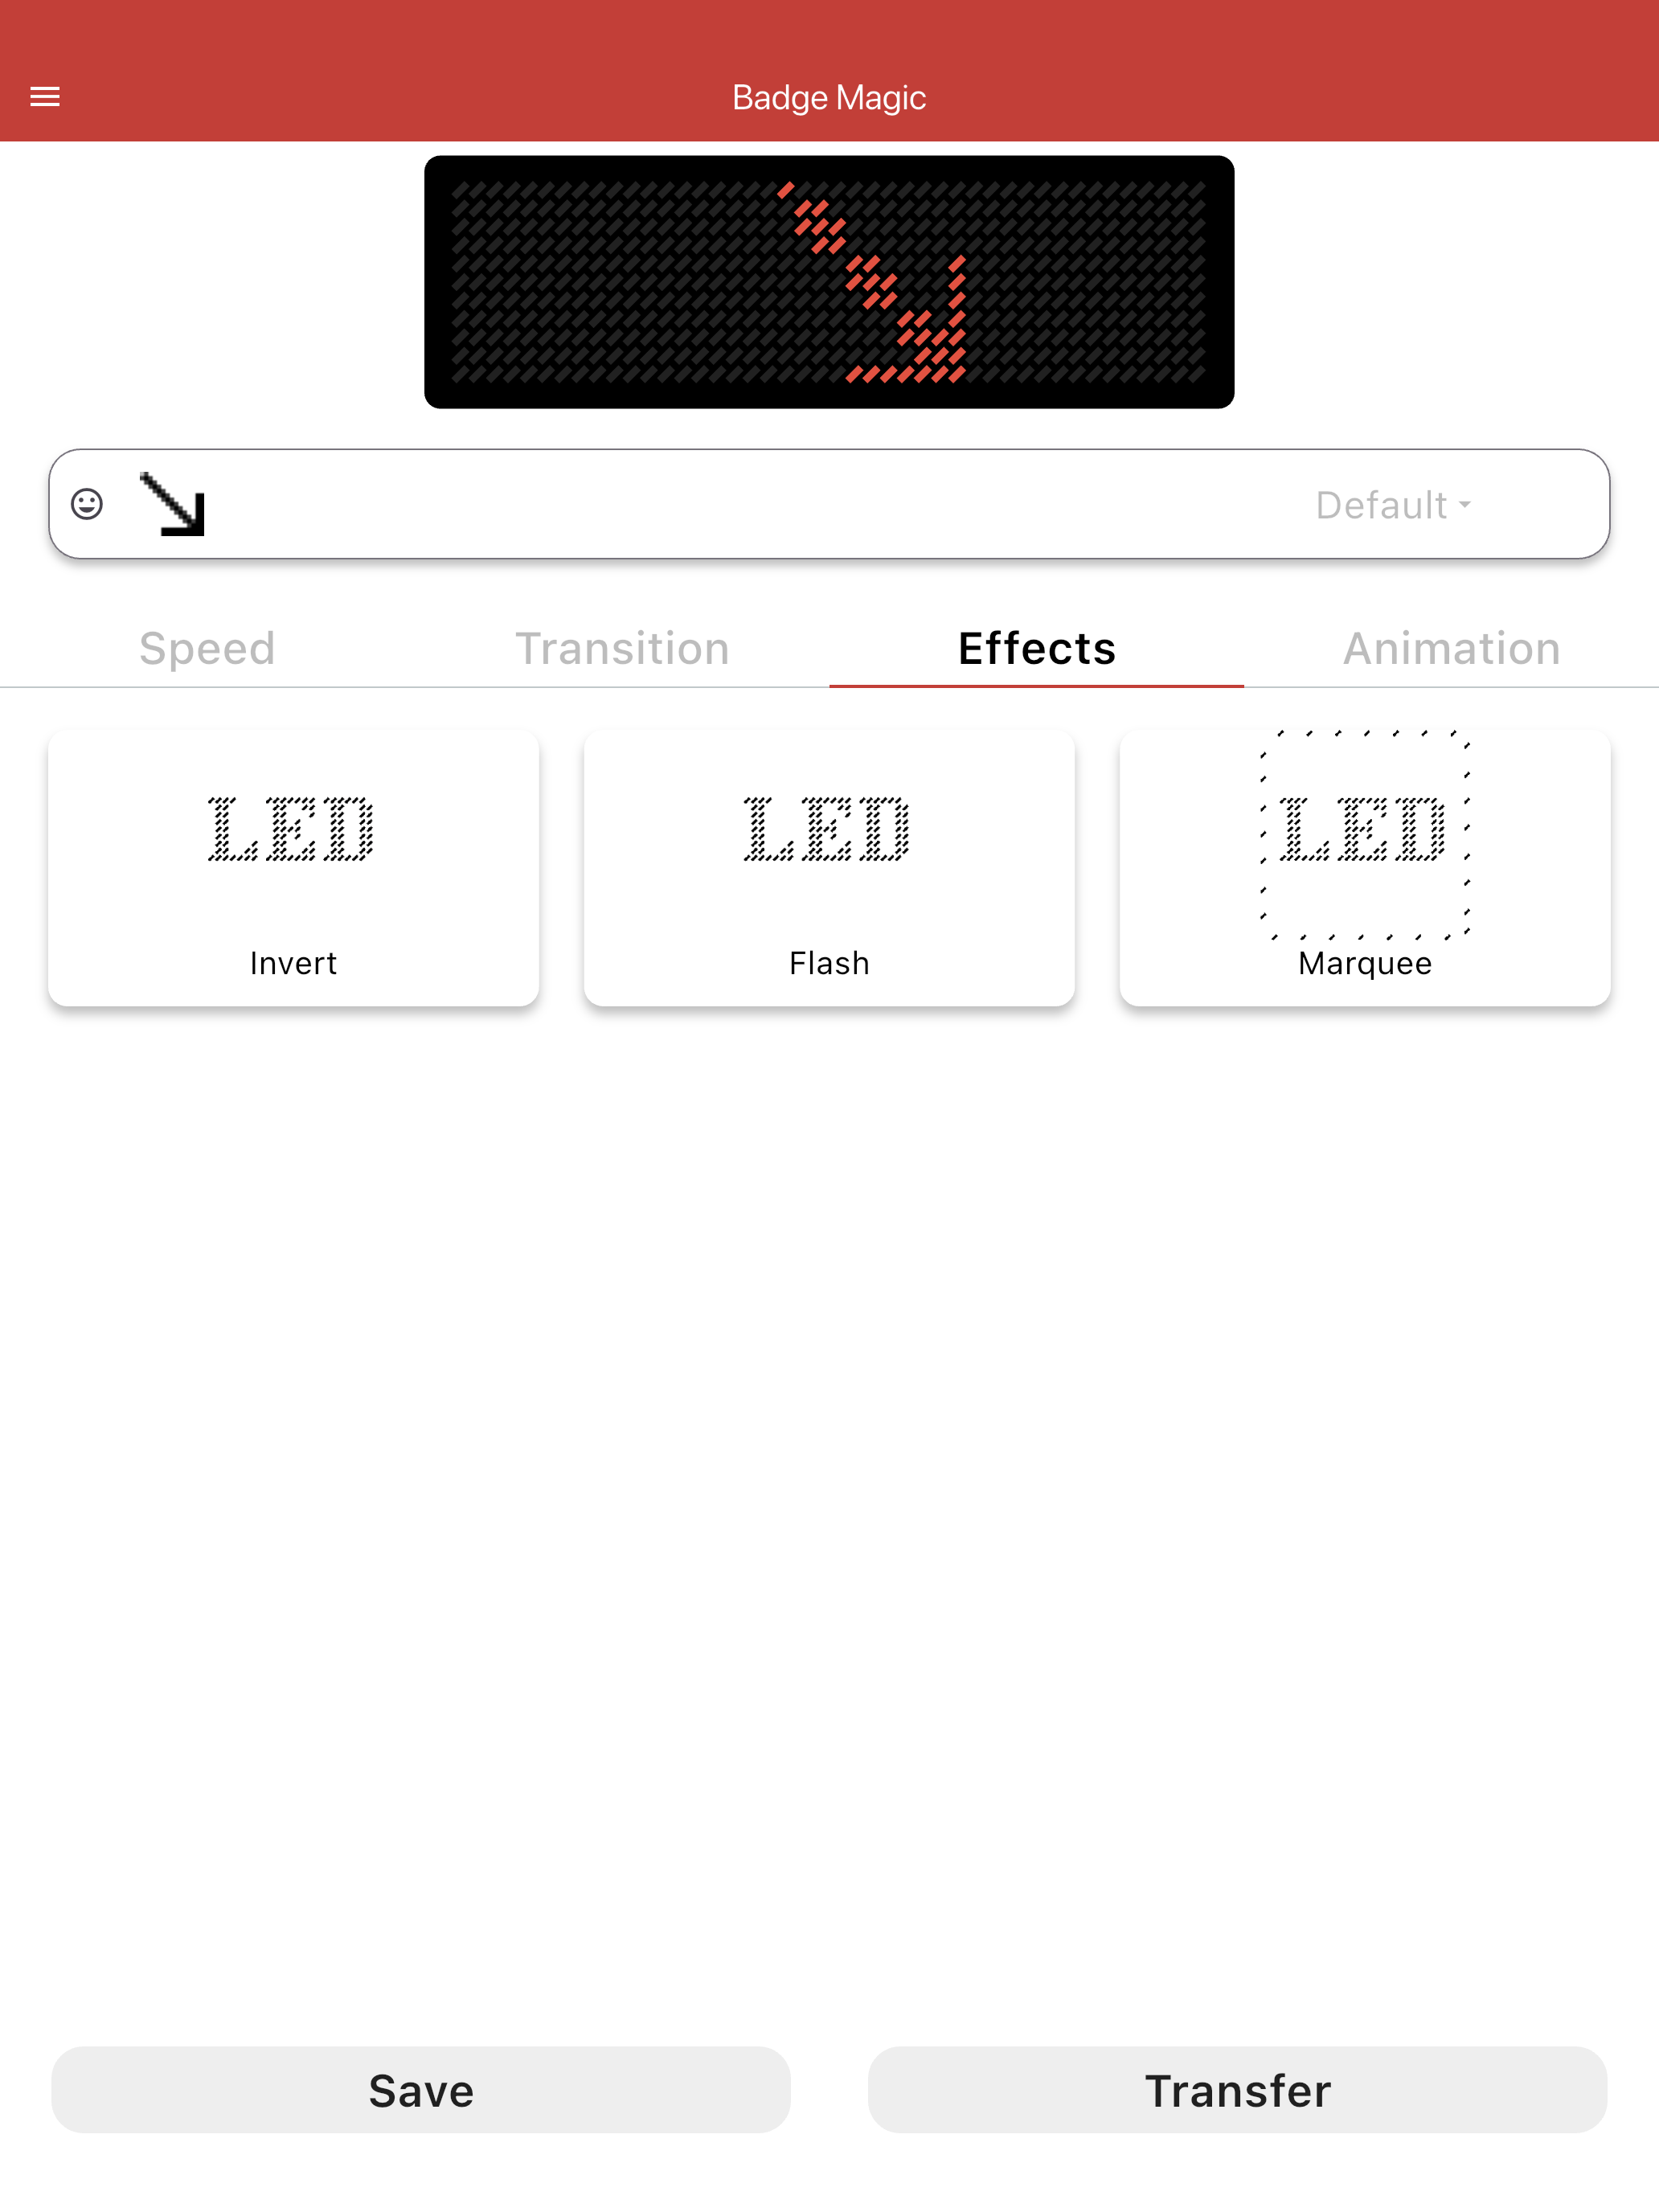 Badge Magic
Default
Speed Transition Effects Animation
LED LED LED
Invert Flash Marquee
Save Transfer